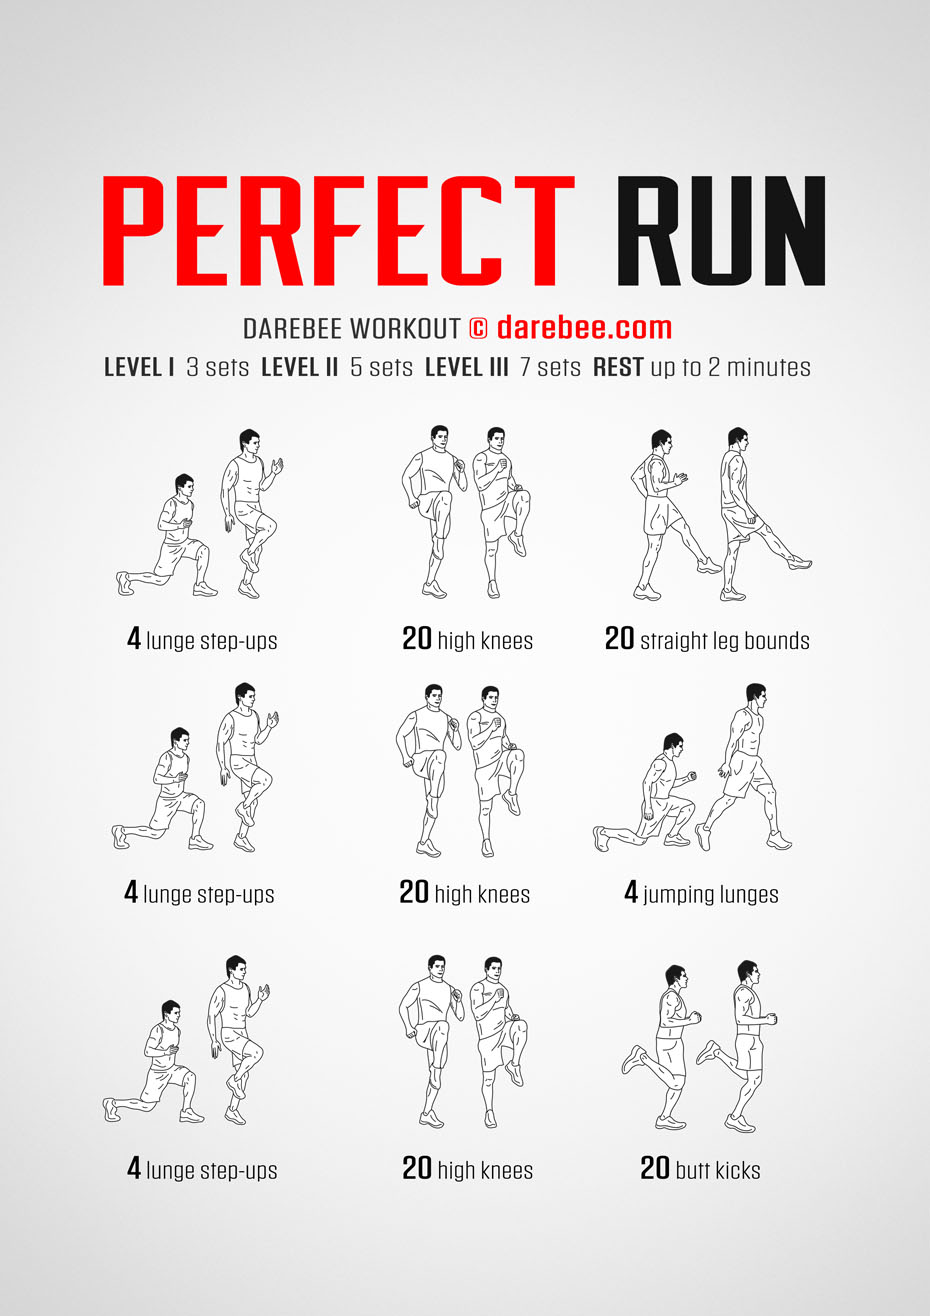 PERFECT RUN
DAREBEE WORKOUT © darebee.com
LEVEL I 3 sets LEVEL II 5 sets LEVEL III 7 sets REST up to 2 minutes
4 lunge step-ups
20 high knees
20 straight leg bounds
4 lunge step-ups
20 high knees
4 jumping lunges
4 lunge step-ups
20 high knees
20 butt kicks